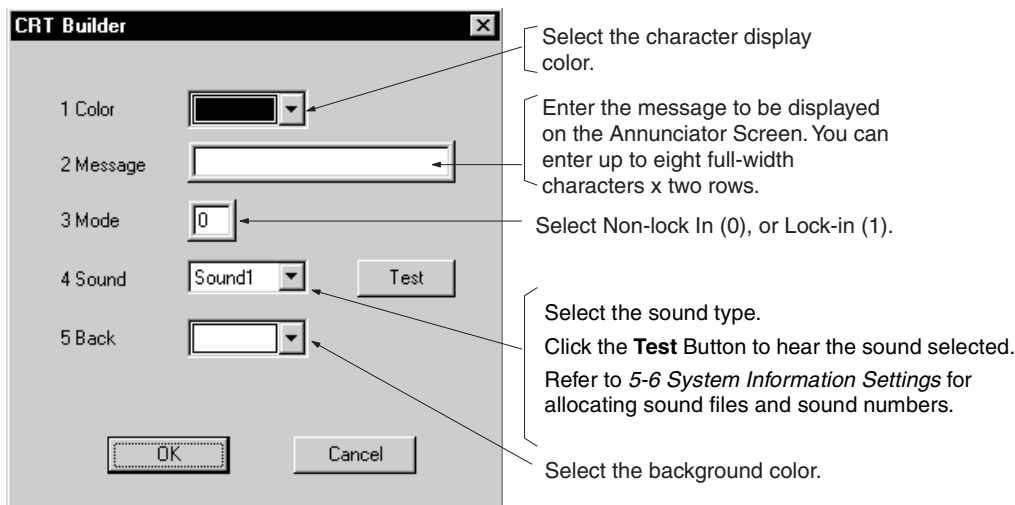 CRT Builder
Select the character display
color.
1 Color
Enter the message to be displayed
on the Annunciator Screen. You can
enter up to eight full-width
characters x two rows.
2 Message
3 Mode
0
Select Non-lock In (0), or Lock-in (1).
4 Sound
Sound1
Test
Select the sound type.
Click the Test Button to hear the sound selected.
Refer to 5-6 System Information Settings for
allocating sound files and sound numbers.
5 Back
OK
Cancel
Select the background color.